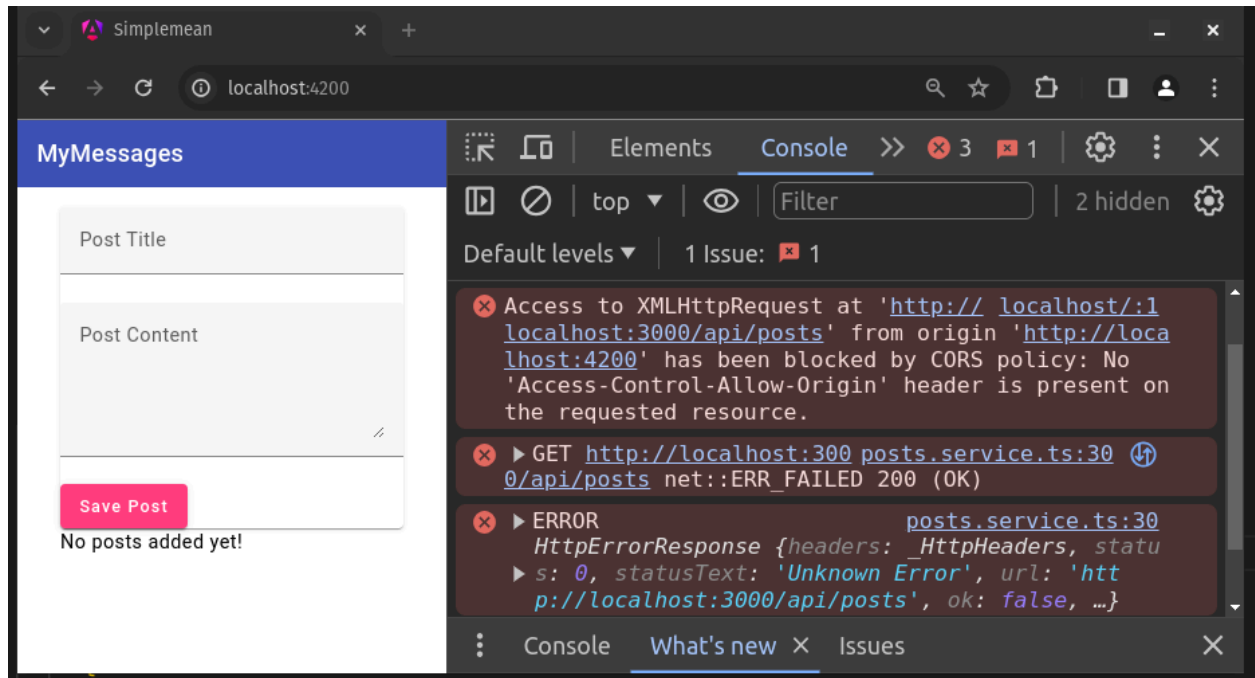 Simplemean
localhost:4200
MyMessages
Post Title
Post Content
Save Post
No posts added yet!
Elements Console 3 1
top Filter 2 hidden
Default levels 1 Issue: 1
Access to XMLHttpRequest at 'http:// localhost/:1
localhost:3000/api/posts' from origin 'http://loca
lhost:4200' has been blocked by CORS policy: No
'Access-Control-Allow-Origin' header is present on
the requested resource.
GET http://localhost:300 posts.service.ts:30
0/api/posts net::ERR_FAILED 200 (OK)
ERROR posts.service.ts:30
HttpErrorResponse {headers: _HttpHeaders, statu
s: 0, statusText: 'Unknown Error', url: 'htt
p://localhost:3000/api/posts', ok: false, …}
Console What's new Issues